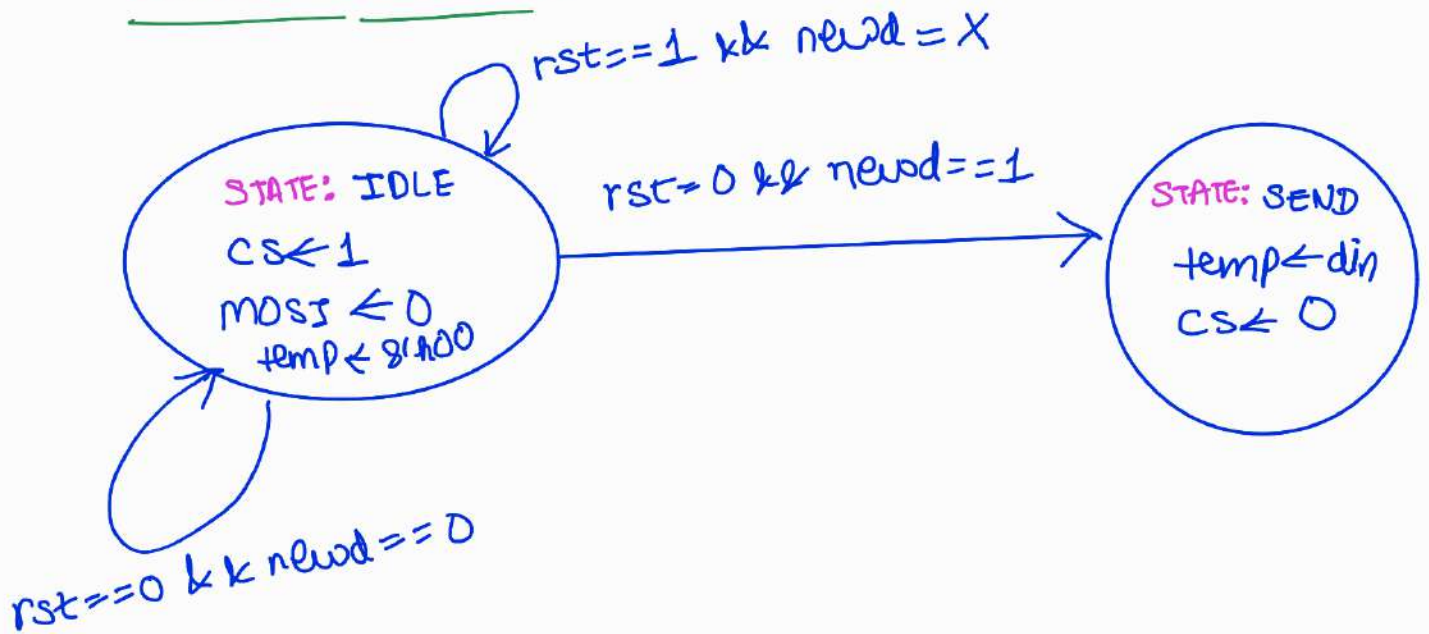 rst==1 && newd = X
rst=0 && newd==1
STATE: IDLE
CS←1
MOSI ← 0
temp ← 8'h00
STATE: SEND
temp←din
CS← 0
rst==0 && newd==0